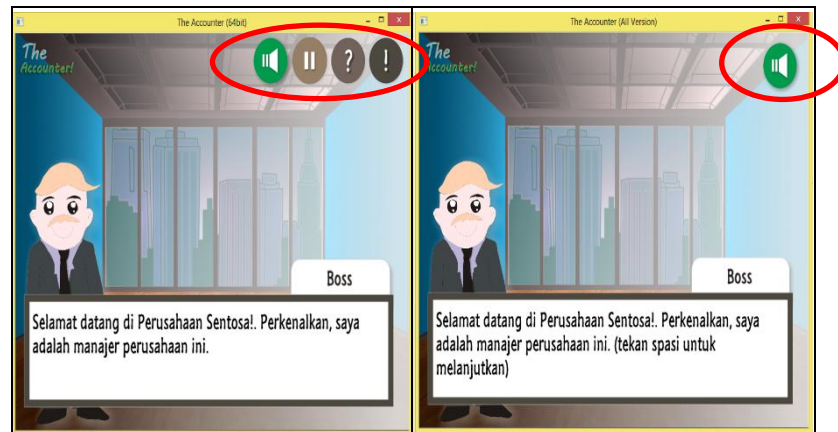 The Accounter (64bit)
The
Accounter!
?
!
Boss
Selamat datang di Perusahaan Sentosa!. Perkenalkan, saya
adalah manajer perusahaan ini.
The Accounter (All Version)
The
Accounter!
Boss
Selamat datang di Perusahaan Sentosa!. Perkenalkan, saya
adalah manajer perusahaan ini. (tekan spasi untuk
melanjutkan)